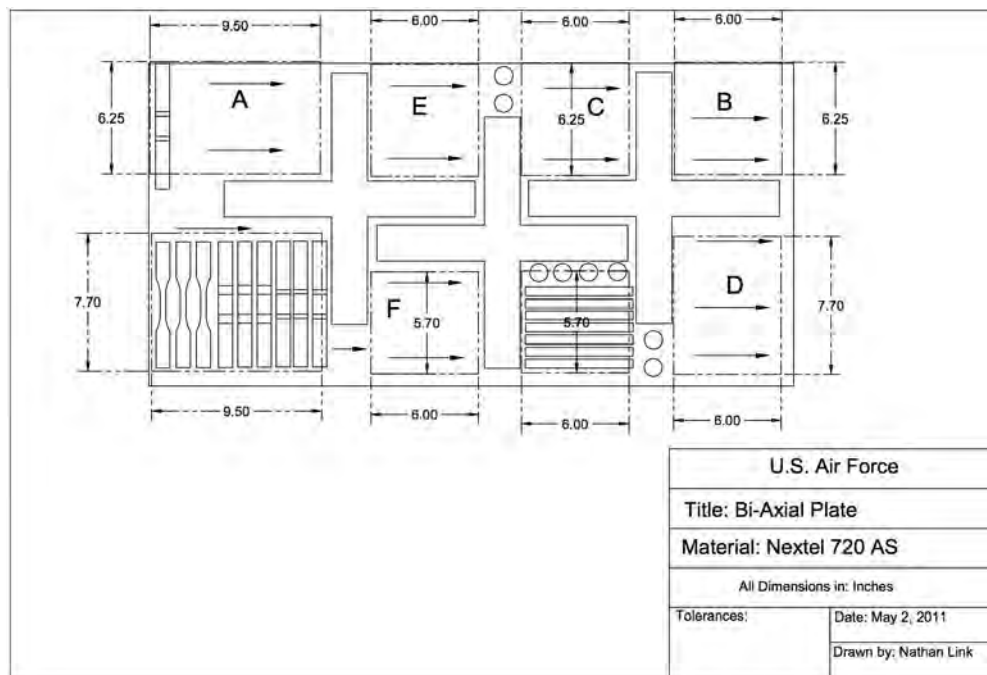 9.50
6.00
6.00
6.00
A
E
C
B
6.25
6.25
6.25
7.70
F
5.70
5.70
D
7.70
9.50
6.00
6.00
6.00
U.S. Air Force
Title: Bi-Axial Plate
Material: Nextel 720 AS
All Dimensions in: Inches
Tolerances:
Date: May 2, 2011
Drawn by: Nathan Link